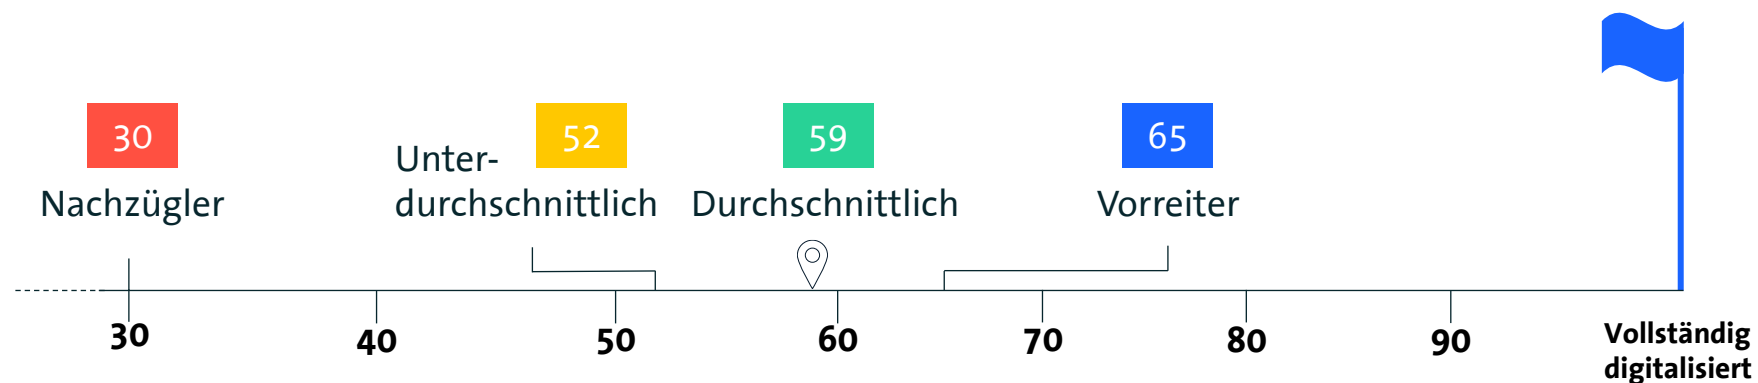 30
Nachzügler
Unter-
durchschnittlich
52
59
Durchschnittlich
65
Vorreiter
30
40
50
60
70
80
90
Vollständig
digitalisiert